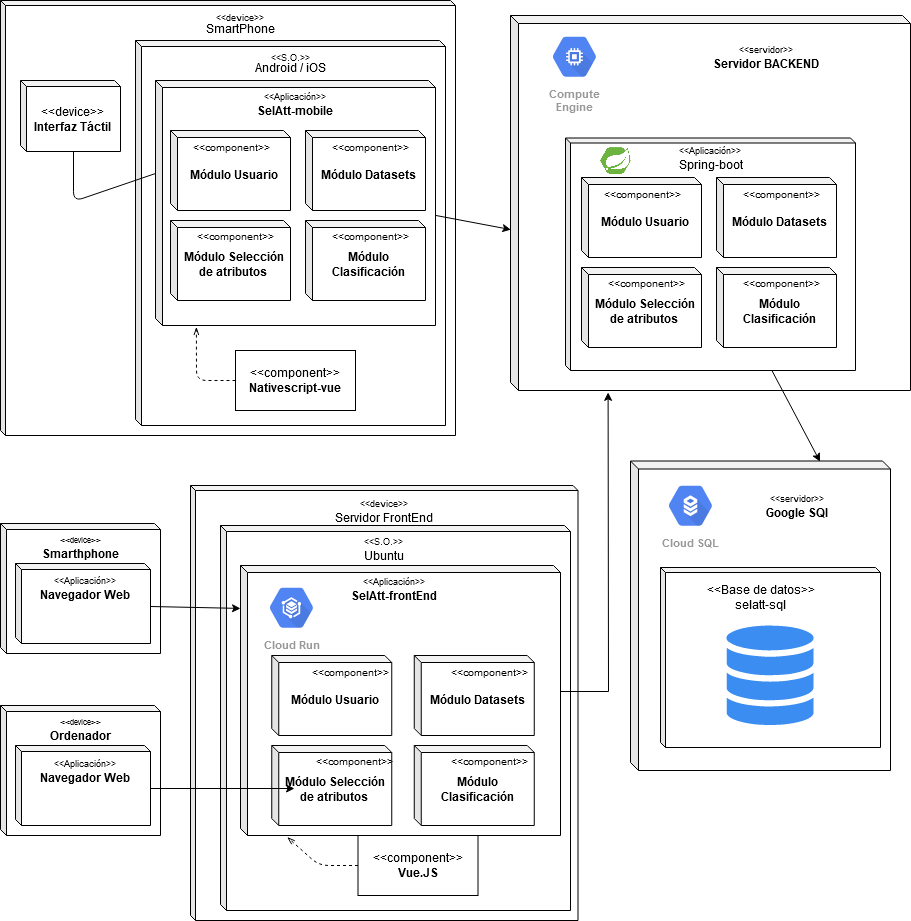 <<device>>
SmartPhone
<<S.O.>>
Android / iOS
<<device>>
Interfaz Táctil
<<Aplicación>>
SelAtt-mobile
<<component>>
Módulo Usuario
<<component>>
Módulo Datasets
<<component>>
Módulo Selección
de atributos
<<component>>
Módulo
Clasificación
<<component>>
Nativescript-vue
Compute
Engine
<<servidor>>
Servidor BACKEND
<<Aplicación>>
Spring-boot
<<component>>
Módulo Usuario
<<component>>
Módulo Datasets
<<component>>
Módulo Selección
de atributos
<<component>>
Módulo
Clasificación
<<device>>
Smarthphone
<<Aplicación>>
Navegador Web
<<device>>
Ordenador
<<Aplicación>>
Navegador Web
<<device>>
Servidor FrontEnd
<<S.O.>>
Ubuntu
<<Aplicación>>
SelAtt-frontEnd
Cloud Run
<<component>>
Módulo Usuario
<<component>>
Módulo Datasets
<<component>>
Módulo Selección
de atributos
<<component>>
Módulo
Clasificación
<<component>>
Vue.JS
Cloud SQL
<<servidor>>
Google SQl
<<Base de datos>>
selatt-sql